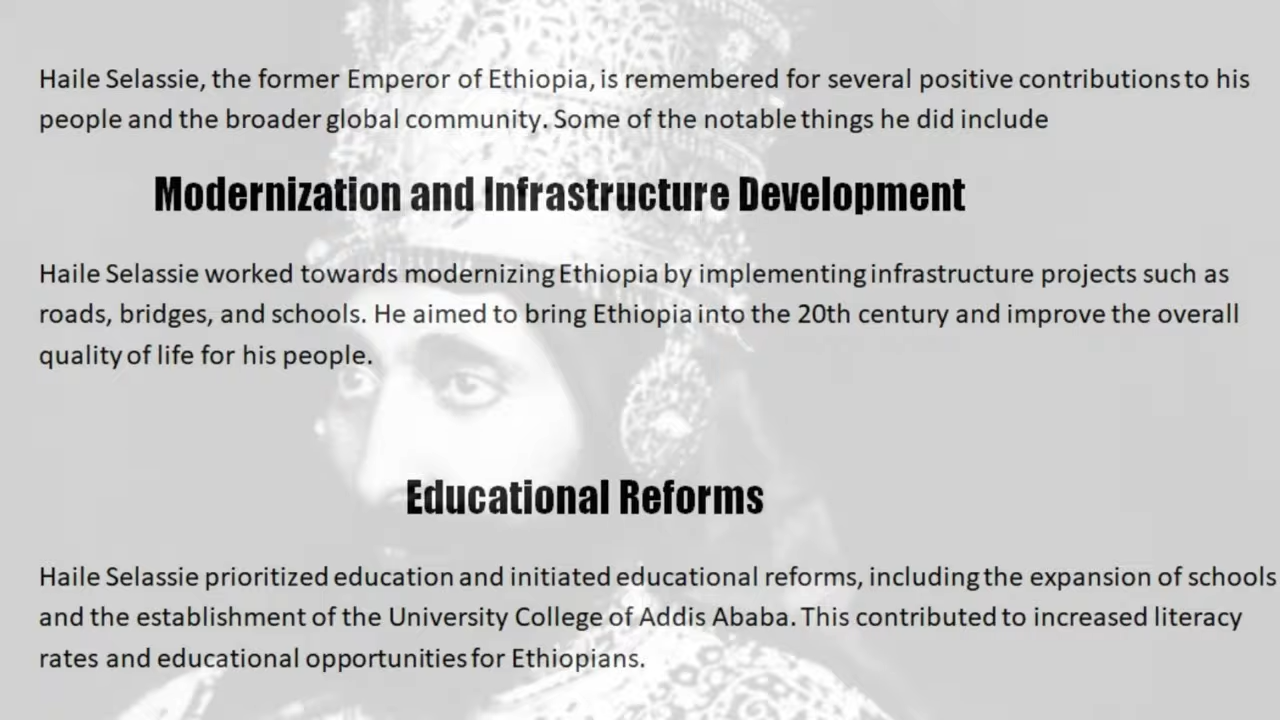 Haile Selassie, the former Emperor of Ethiopia, is remembered for several positive contributions to his
people and the broader global community. Some of the notable things he did include
Modernization and Infrastructure Development
Haile Selassie worked towards modernizing Ethiopia by implementing infrastructure projects such as
roads, bridges, and schools. He aimed to bring Ethiopia into the 20th century and improve the overall
quality of life for his people.
Educational Reforms
Haile Selassie prioritized education and initiated educational reforms, including the expansion of schools
and the establishment of the University College of Addis Ababa. This contributed to increased literacy
rates and educational opportunities for Ethiopians.